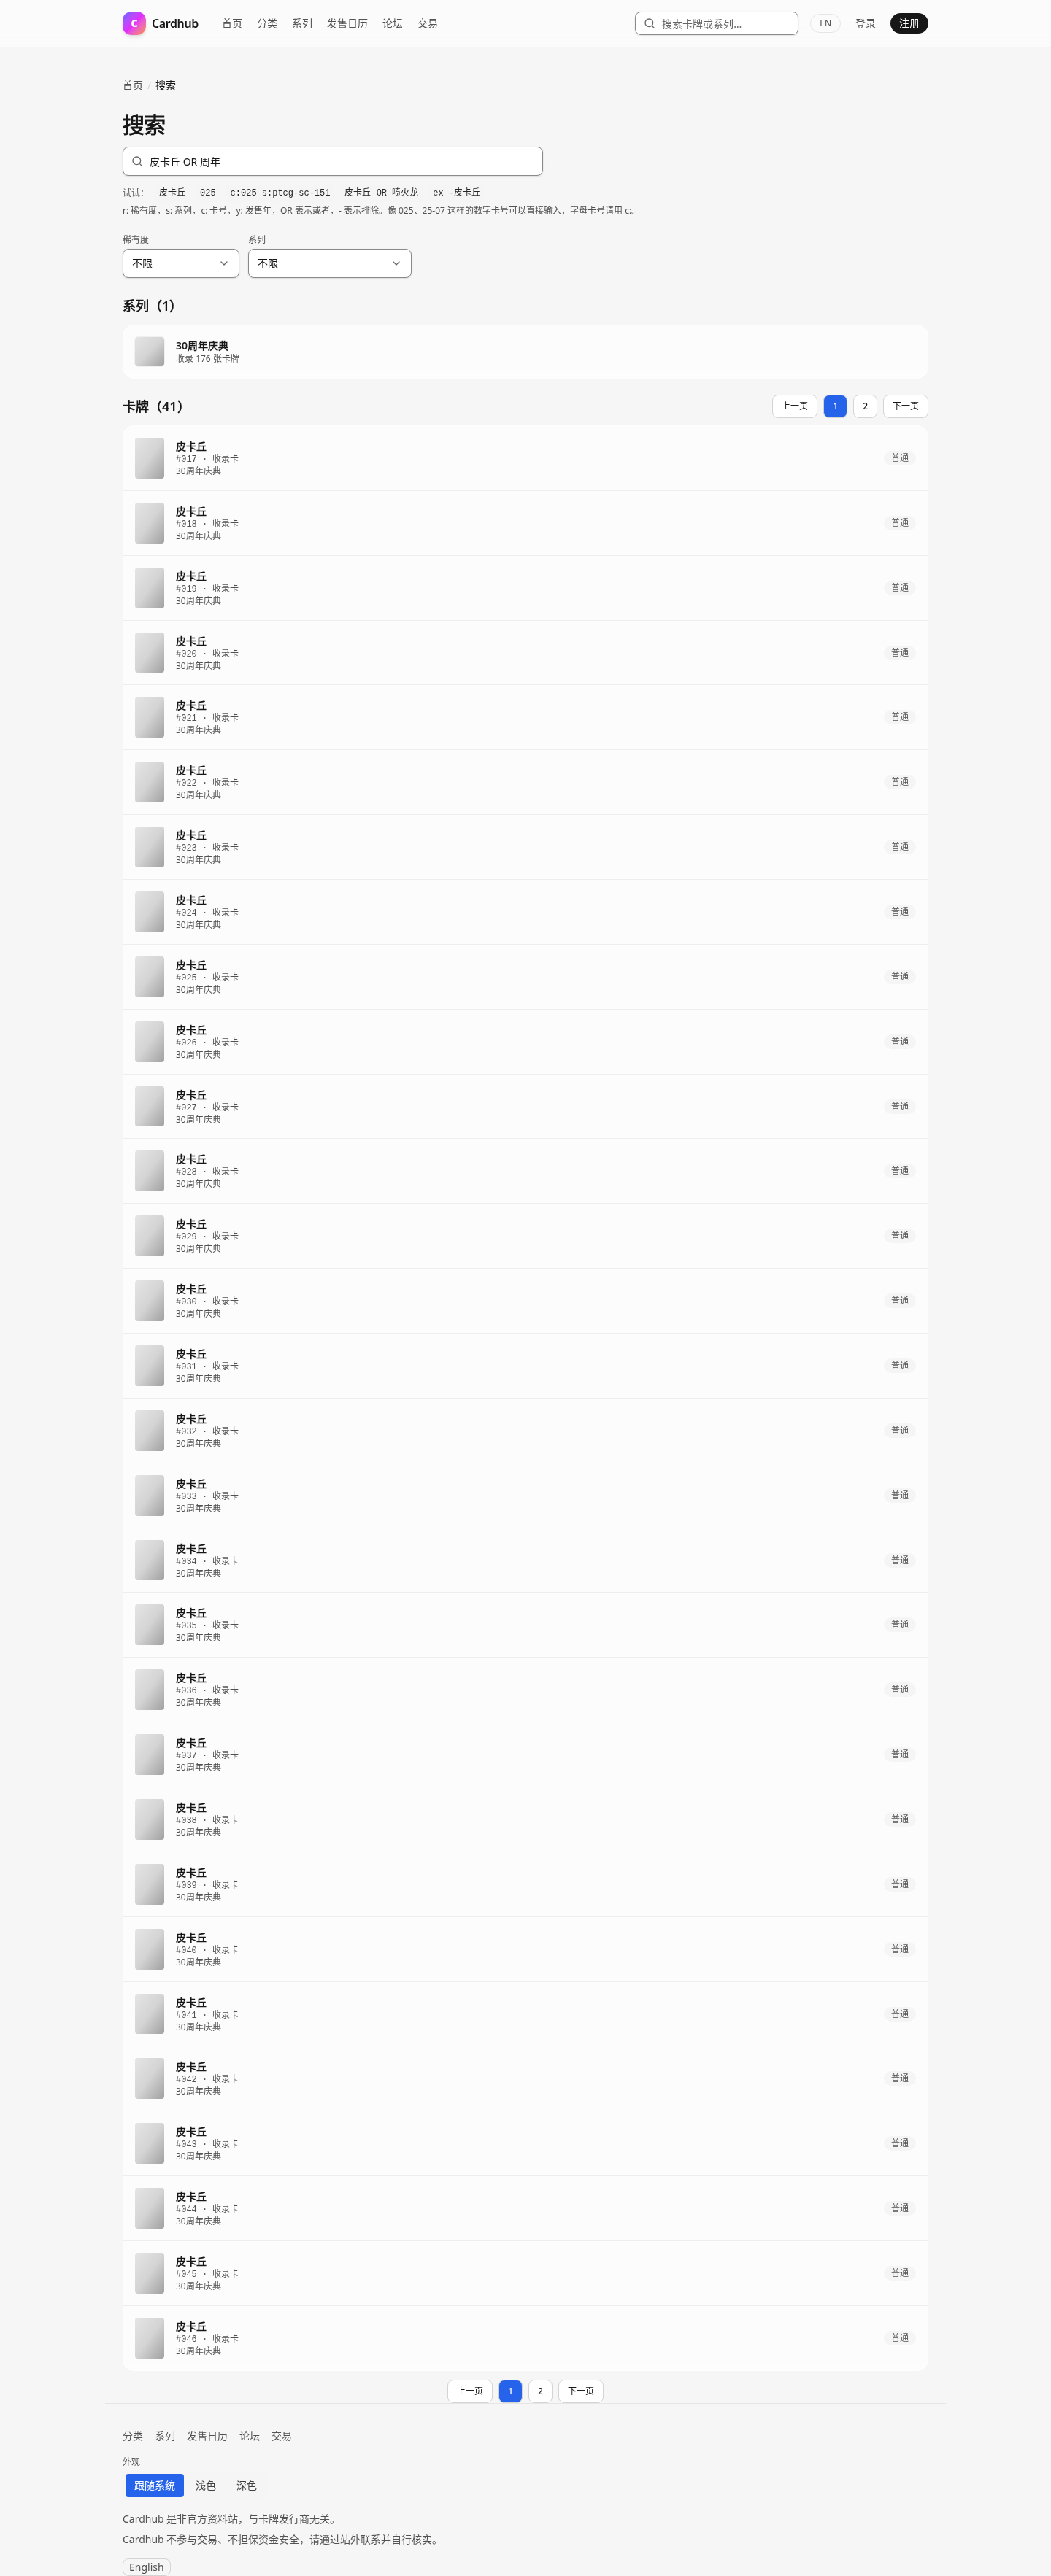 C Cardhub 首页 分类 系列 发售日历 论坛 交易 搜索卡牌或系列... EN 登录 注册
首页 / 搜索
搜索
皮卡丘 OR 周年
试试: 皮卡丘 025 c:025 s:ptcg-sc-151 皮卡丘 OR 喷火龙 ex -皮卡丘
r: 稀有度，s: 系列，c: 卡号，y: 发售年，OR 表示或者，- 表示排除。像 025、25-07 这样的数字卡号可以直接输入，字母卡号请用 c:。
稀有度 系列
不限 不限
系列（1）
30周年庆典
收录 176 张卡牌
卡牌（41） 上一页 1 2 下一页
皮卡丘
#017 · 收录卡 普通
30周年庆典
皮卡丘
#018 · 收录卡 普通
30周年庆典
皮卡丘
#019 · 收录卡 普通
30周年庆典
皮卡丘
#020 · 收录卡 普通
30周年庆典
皮卡丘
#021 · 收录卡 普通
30周年庆典
皮卡丘
#022 · 收录卡 普通
30周年庆典
皮卡丘
#023 · 收录卡 普通
30周年庆典
皮卡丘
#024 · 收录卡 普通
30周年庆典
皮卡丘
#025 · 收录卡 普通
30周年庆典
皮卡丘
#026 · 收录卡 普通
30周年庆典
皮卡丘
#027 · 收录卡 普通
30周年庆典
皮卡丘
#028 · 收录卡 普通
30周年庆典
皮卡丘
#029 · 收录卡 普通
30周年庆典
皮卡丘
#030 · 收录卡 普通
30周年庆典
皮卡丘
#031 · 收录卡 普通
30周年庆典
皮卡丘
#032 · 收录卡 普通
30周年庆典
皮卡丘
#033 · 收录卡 普通
30周年庆典
皮卡丘
#034 · 收录卡 普通
30周年庆典
皮卡丘
#035 · 收录卡 普通
30周年庆典
皮卡丘
#036 · 收录卡 普通
30周年庆典
皮卡丘
#037 · 收录卡 普通
30周年庆典
皮卡丘
#038 · 收录卡 普通
30周年庆典
皮卡丘
#039 · 收录卡 普通
30周年庆典
皮卡丘
#040 · 收录卡 普通
30周年庆典
皮卡丘
#041 · 收录卡 普通
30周年庆典
皮卡丘
#042 · 收录卡 普通
30周年庆典
皮卡丘
#043 · 收录卡 普通
30周年庆典
皮卡丘
#044 · 收录卡 普通
30周年庆典
皮卡丘
#045 · 收录卡 普通
30周年庆典
皮卡丘
#046 · 收录卡 普通
30周年庆典
上一页 1 2 下一页
分类 系列 发售日历 论坛 交易
外观
跟随系统 浅色 深色
Cardhub 是非官方资料站，与卡牌发行商无关。
Cardhub 不参与交易、不担保资金安全，请通过站外联系并自行核实。
English